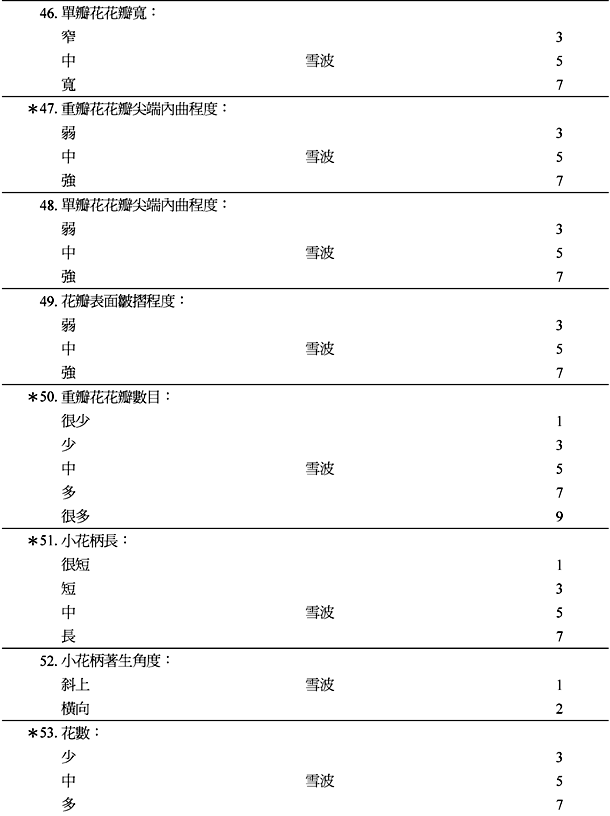 46. 單瓣花花瓣寬：
窄 3
中 雪波 5
寬 7
＊47. 重瓣花花瓣尖端內曲程度：
弱 3
中 雪波 5
強 7
48. 單瓣花花瓣尖端內曲程度：
弱 3
中 雪波 5
強 7
49. 花瓣表面皺摺程度：
弱 3
中 雪波 5
強 7
＊50. 重瓣花花瓣數目：
很少 1
少 3
中 雪波 5
多 7
很多 9
＊51. 小花柄長：
很短 1
短 3
中 雪波 5
長 7
52. 小花柄著生角度：
斜上 雪波 1
橫向 2
＊53. 花數：
少 3
中 雪波 5
多 7